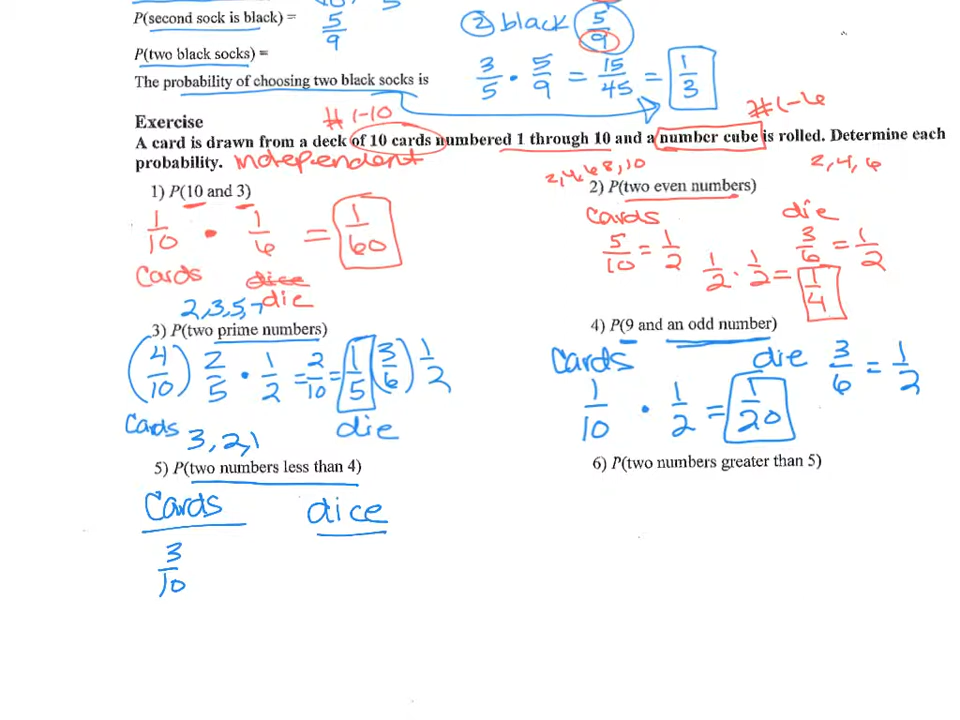 P(second sock is black) = 5/9
② black 5/9
P(two black socks) =
3/5 · 5/9 = 15/45 = 1/3
The probability of choosing two black socks is
# 1-10
# 1-6
Exercise
A card is drawn from a deck of 10 cards numbered 1 through 10 and a number cube is rolled. Determine each
probability. Independent
2, 4, 6 8, 10
2, 4, 6
1) P(10 and 3)
1/10 · 1/6 = 1/60
Cards dice
die
2) P(two even numbers)
cards die
5/10 = 1/2 1/2 · 1/2 = 1/4 3/6 = 1/2
2, 3, 5, 7
3) P(two prime numbers)
(4/10) 2/5 · 1/2 = 2/10 = 1/5 (3/6) 1/2
Cards die
4) P(9 and an odd number)
Cards die 3/6 = 1/2
1/10 · 1/2 = 1/20
3, 2, 1
5) P(two numbers less than 4)
Cards dice
3/10
6) P(two numbers greater than 5)